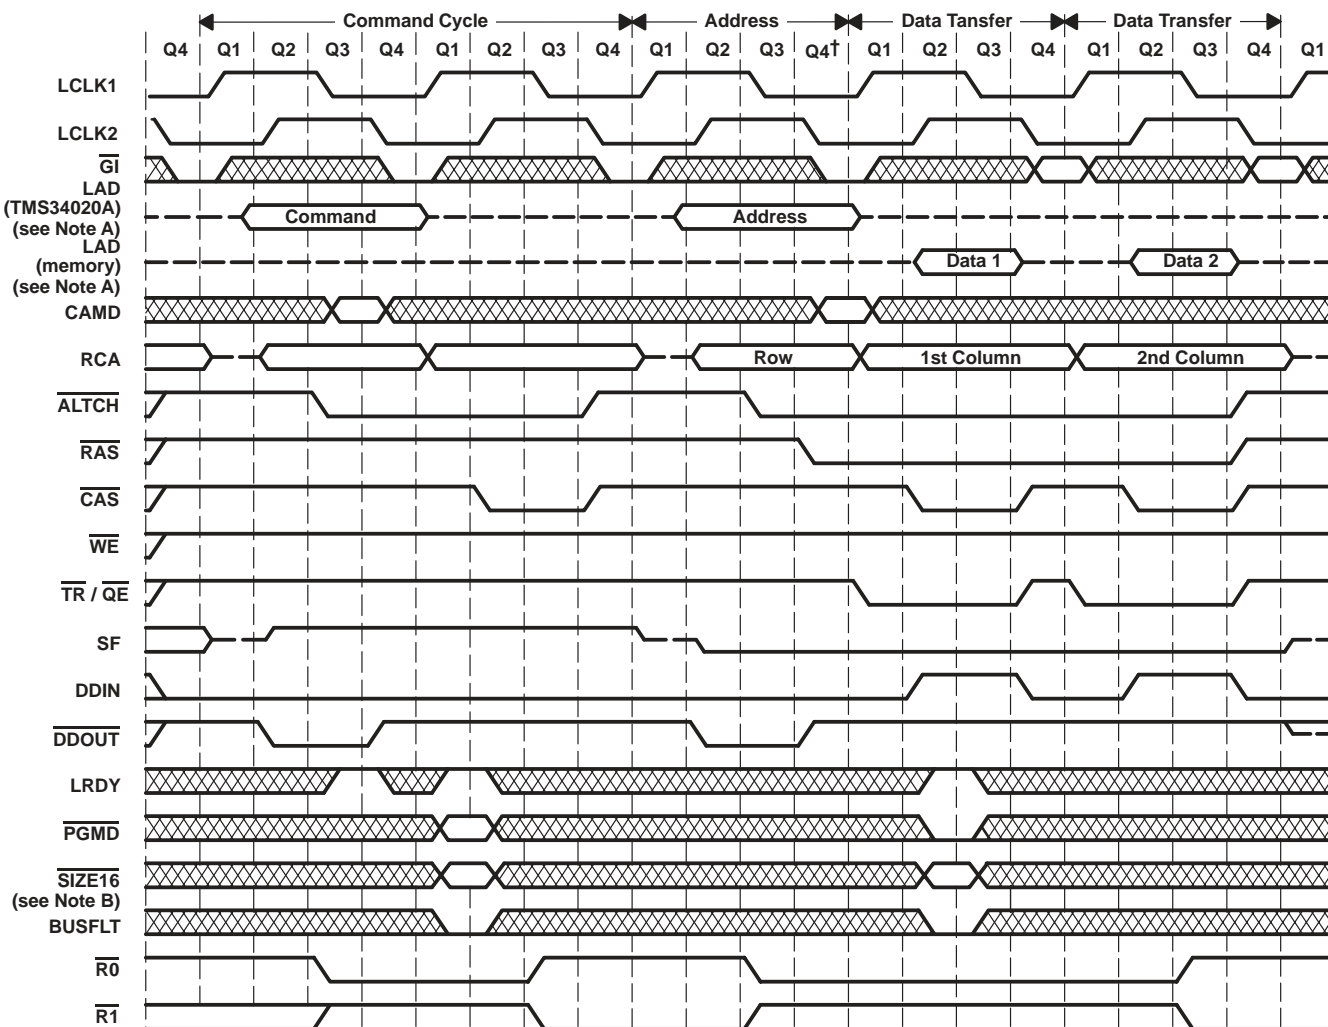 Command Cycle Address Data Tansfer Data Transfer
Q4 Q1 Q2 Q3 Q4 Q1 Q2 Q3 Q4 Q1 Q2 Q3 Q4† Q1 Q2 Q3 Q4 Q1 Q2 Q3 Q4 Q1
LCLK1
LCLK2
GI
LAD
(TMS34020A)
(see Note A)
Command Address
LAD
(memory)
(see Note A)
Data 1 Data 2
CAMD
RCA
Row 1st Column 2nd Column
ALTCH
RAS
CAS
WE
TR / QE
SF
DDIN
DDOUT
LRDY
PGMD
SIZE16
(see Note B)
BUSFLT
R0
R1